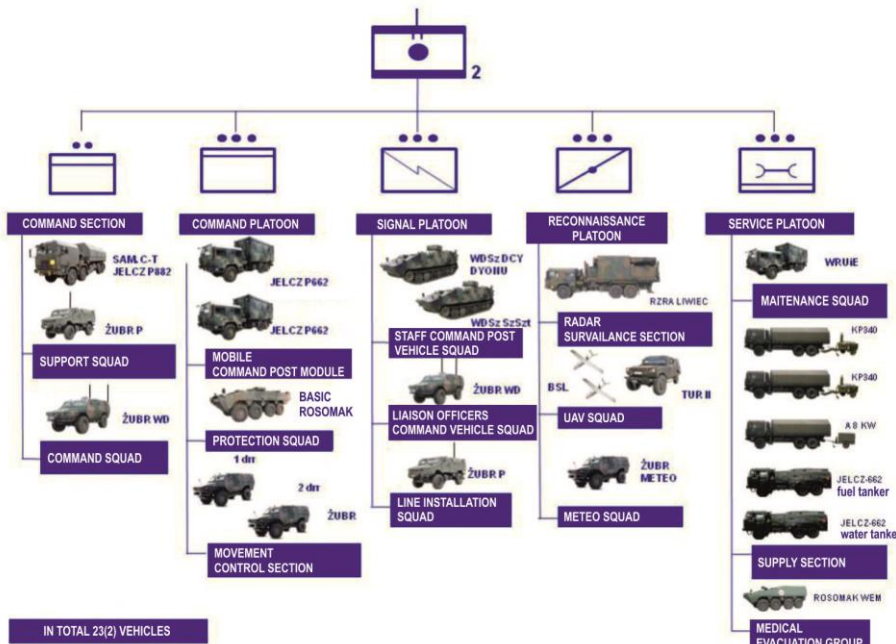 2
COMMAND SECTION
SAM. C-T
JELCZ P882
ŻUBR P
SUPPORT SQUAD
ŻUBR WD
COMMAND SQUAD
COMMAND PLATOON
JELCZ P662
JELCZ P662
MOBILE
COMMAND POST MODULE
BASIC
ROSOMAK
PROTECTION SQUAD
1 drr
2 drr
ŻUBR
MOVEMENT
CONTROL SECTION
SIGNAL PLATOON
WDSz DCY
DYONU
WDSz SzSzt
STAFF COMMAND POST
VEHICLE SQUAD
ŻUBR WD
LIAISON OFFICERS
COMMAND VEHICLE SQUAD
ŻUBR P
LINE INSTALLATION
SQUAD
RECONNAISSANCE
PLATOON
RZRA LIWIEC
RADAR
SURVAILANCE SECTION
BSL
TUR II
UAV SQUAD
ŻUBR
METEO
METEO SQUAD
SERVICE PLATOON
WRUiE
MAITENANCE SQUAD
KP340
KP340
A 8 KW
JELCZ-662
fuel tanker
JELCZ-662
water tanke
SUPPLY SECTION
ROSOMAK WEM
MEDICAL
EVACUATION GROUP
IN TOTAL 23(2) VEHICLES